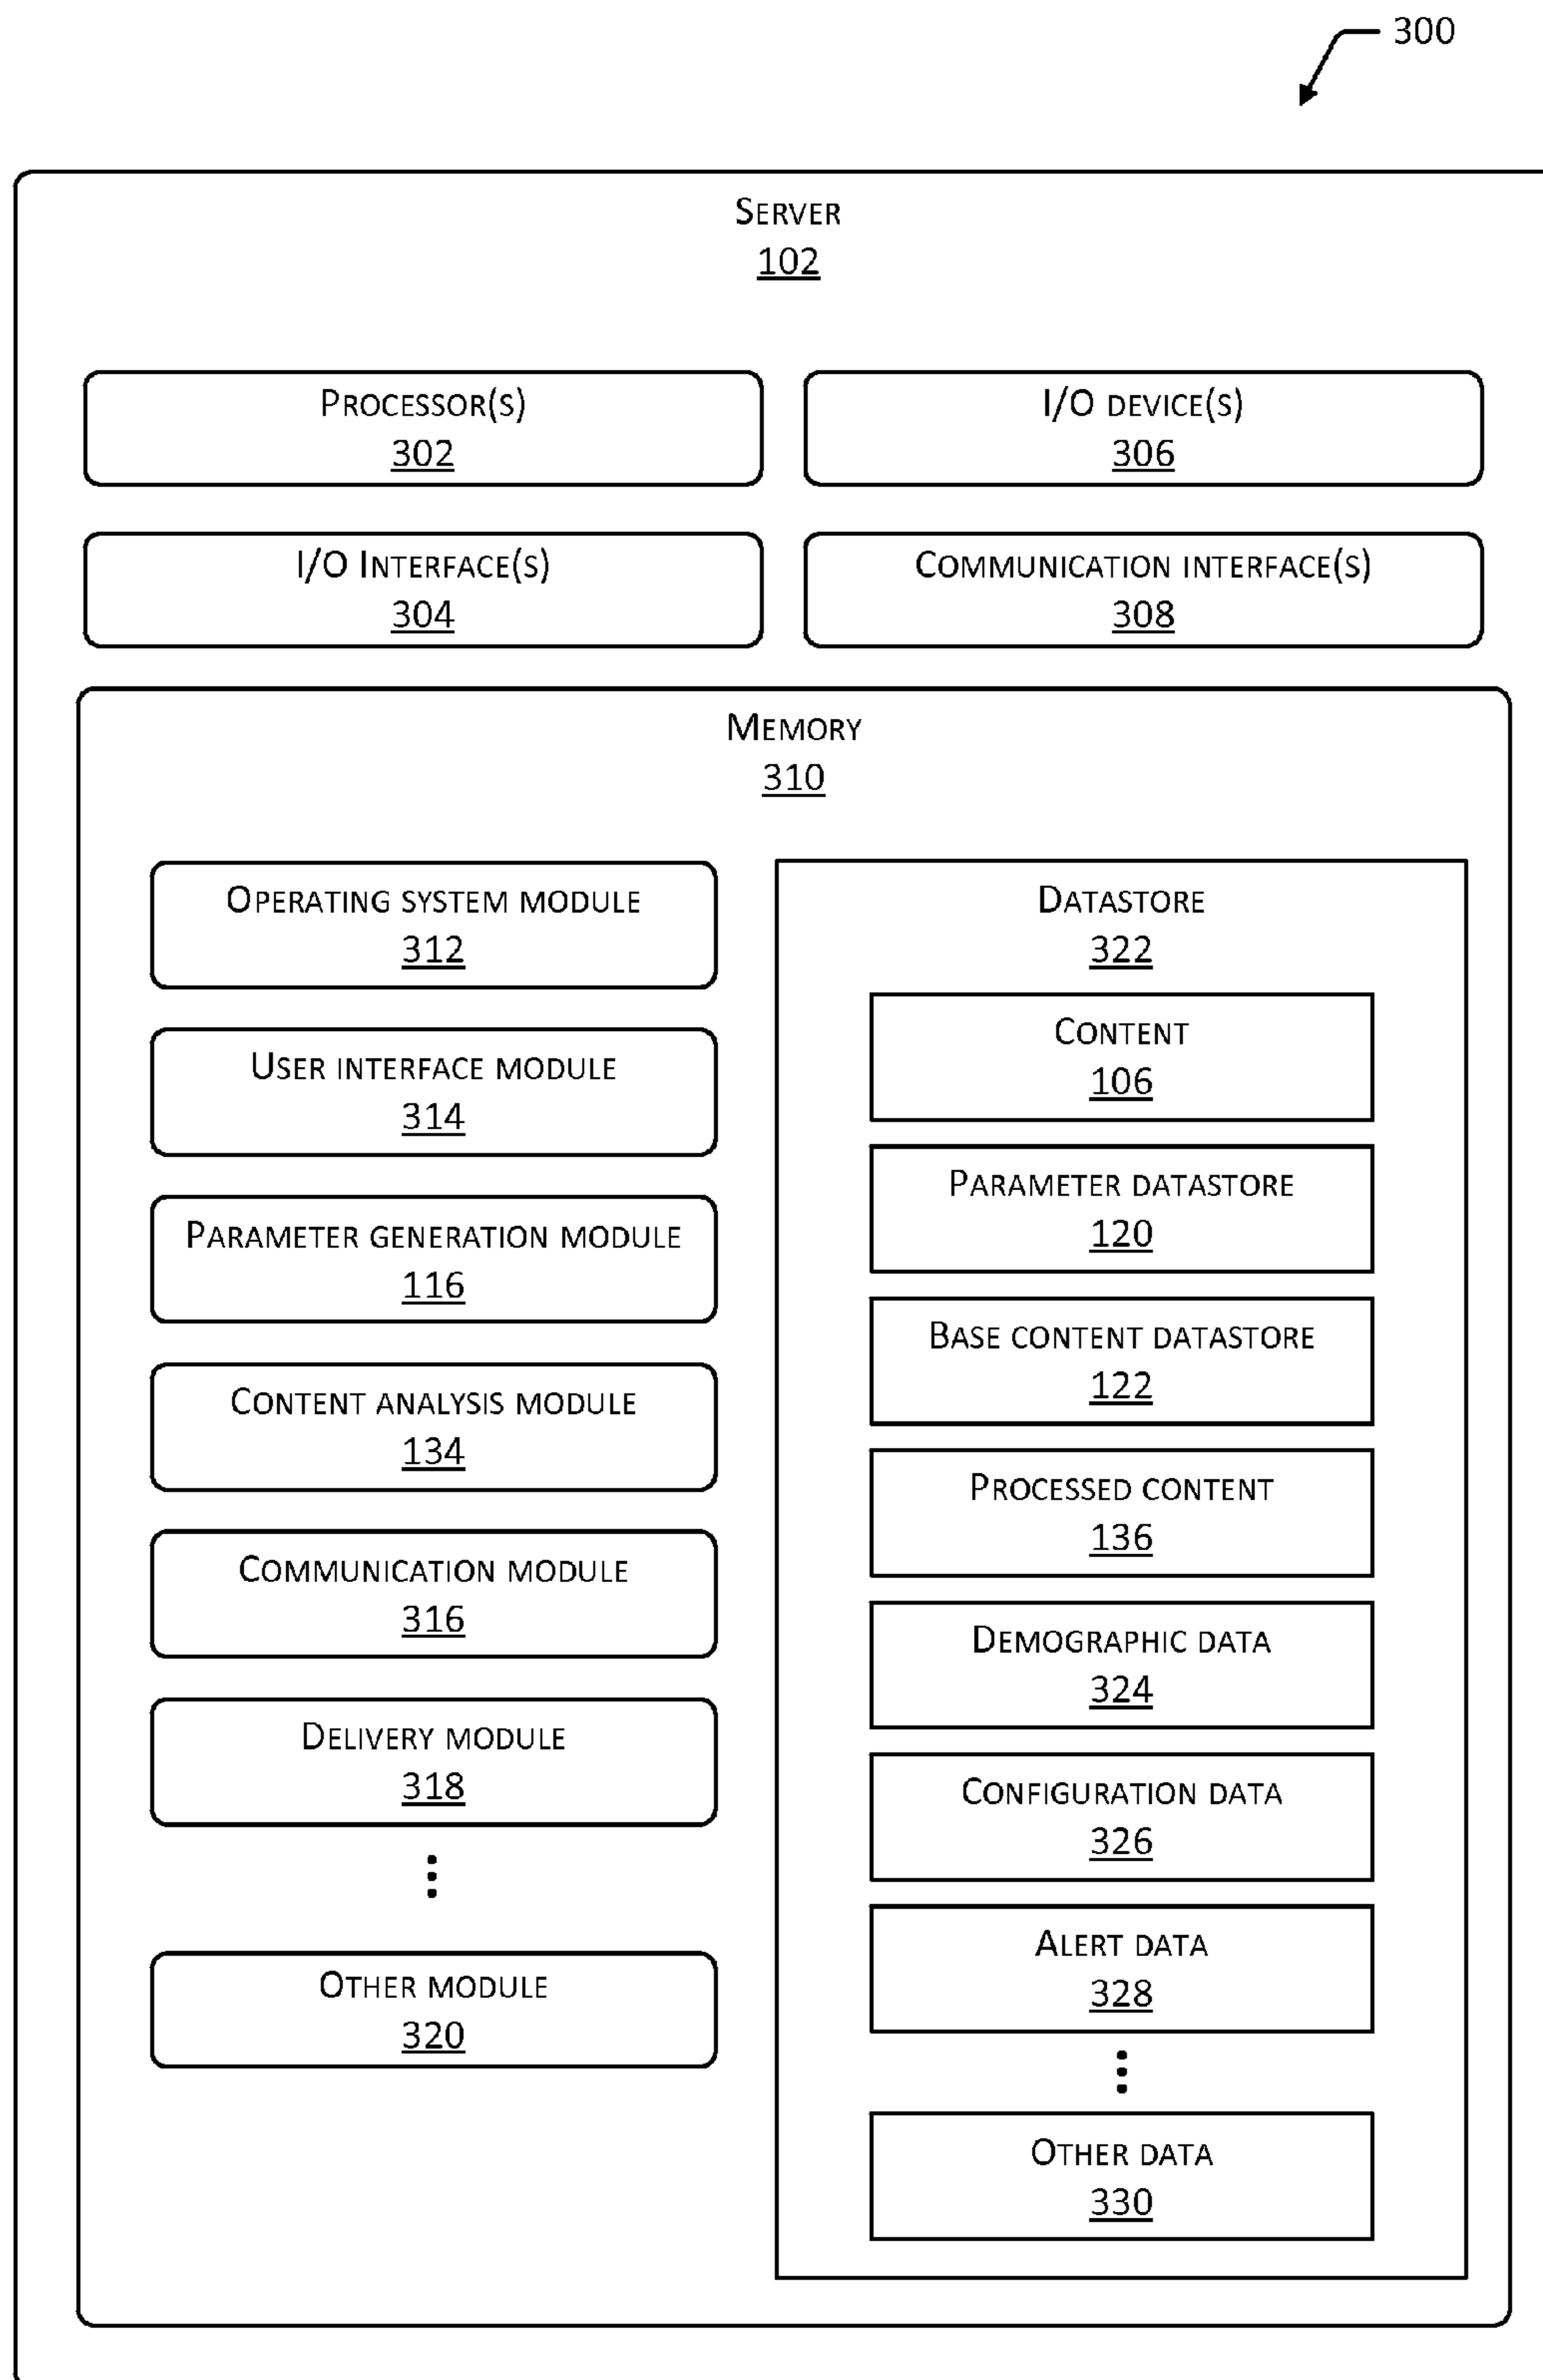 300
Server
102
Processor(s)
302
I/O device(s)
306
I/O Interface(s)
304
Communication interface(s)
308
Memory
310
Operating system module
312
User interface module
314
Parameter generation module
116
Content analysis module
134
Communication module
316
Delivery module
318
Other module
320
Datastore
322
Content
106
Parameter datastore
120
Base content datastore
122
Processed content
136
Demographic data
324
Configuration data
326
Alert data
328
Other data
330